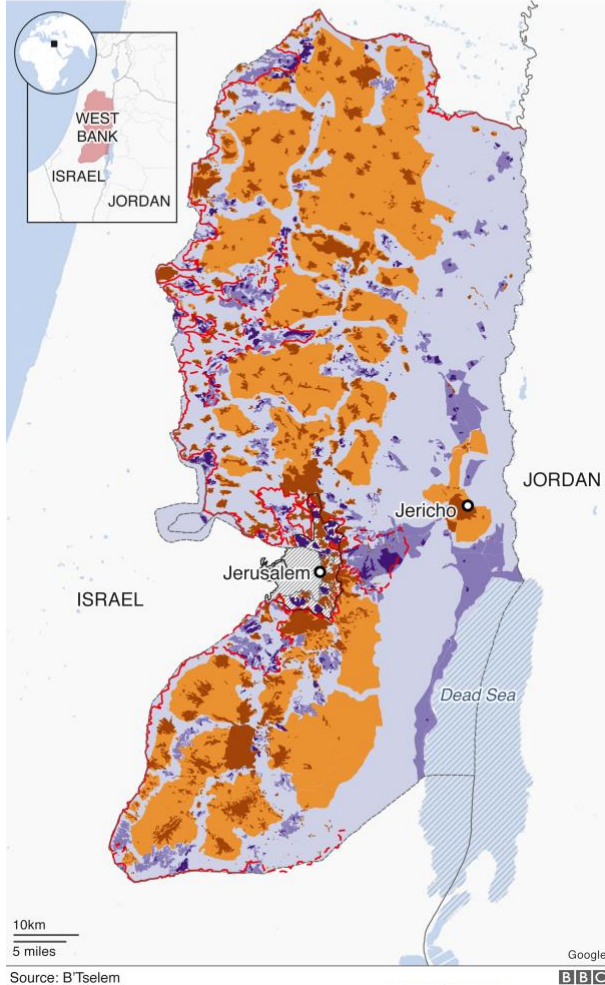 WEST
BANK
ISRAEL
JORDAN
JORDAN
Jericho
Jerusalem
ISRAEL
Dead Sea
10km
5 miles
Google
Source: B'Tselem
BBC